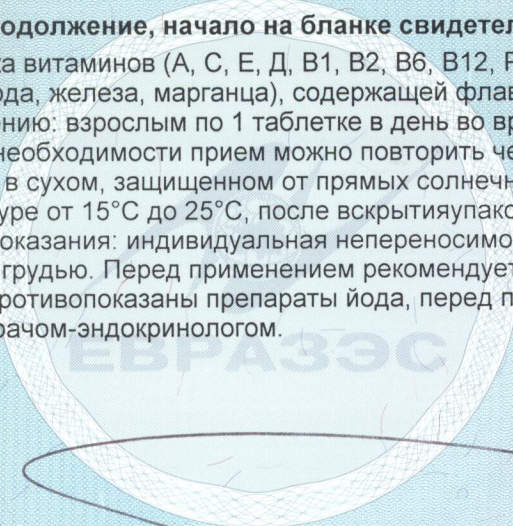 одолжение, начало на бланке свидетел
ка витаминов (А, С, Е, Д, В1, В2, В6, В12, Р
ода, железа, марганца), содержащей флав
ению: взрослым по 1 таблетке в день во вр
необходимости прием можно повторить че
в сухом, защищенном от прямых солнечн
уре от 15°С до 25°С, после вскрытияупако
оказания: индивидуальная непереносимо
грудью. Перед применением рекомендует
ротивопоказаны препараты йода, перед п
рачом-эндокринологом.
ЕВРАЗЭС